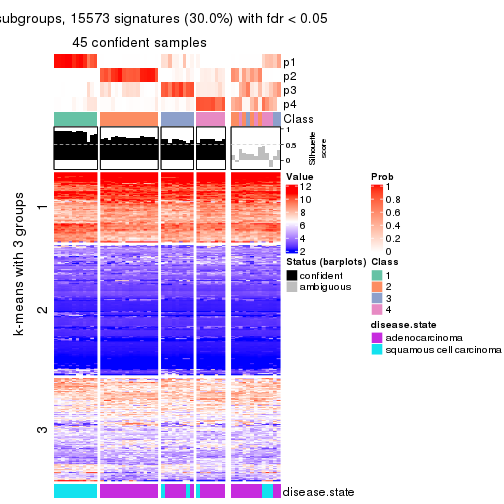 subgroups, 15573 signatures (30.0%) with fdr < 0.05
45 confident samples
p1
p2
p3
p4
Class
1
0.5
0
Silhouette
score
k-means with 3 groups
1
2
3
disease.state
Value
12
10
8
6
4
2
Prob
1
0.8
0.6
0.4
0.2
0
Status (barplots)
confident
ambiguous
Class
1
2
3
4
disease.state
adenocarcinoma
squamous cell carcinoma